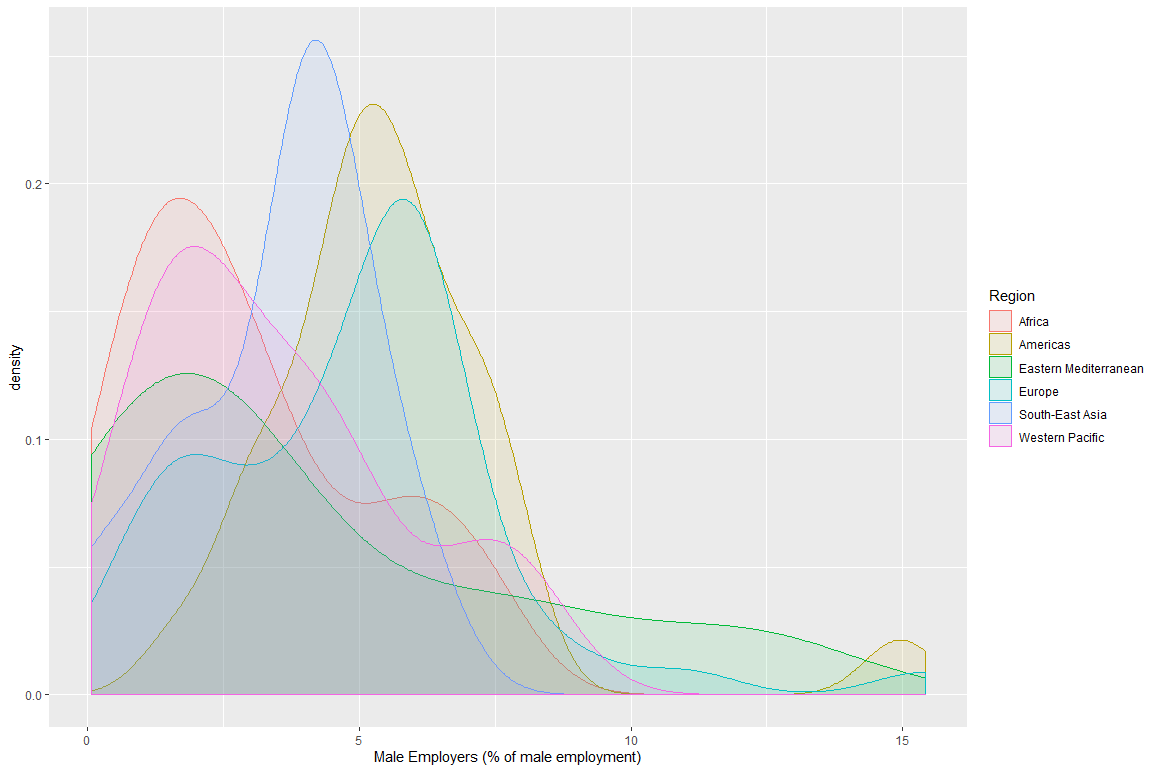 density
0.2
0.1
0.0
0
5
10
15
Male Employers (% of male employment)
Region
Africa
Americas
Eastern Mediterranean
Europe
South-East Asia
Western Pacific